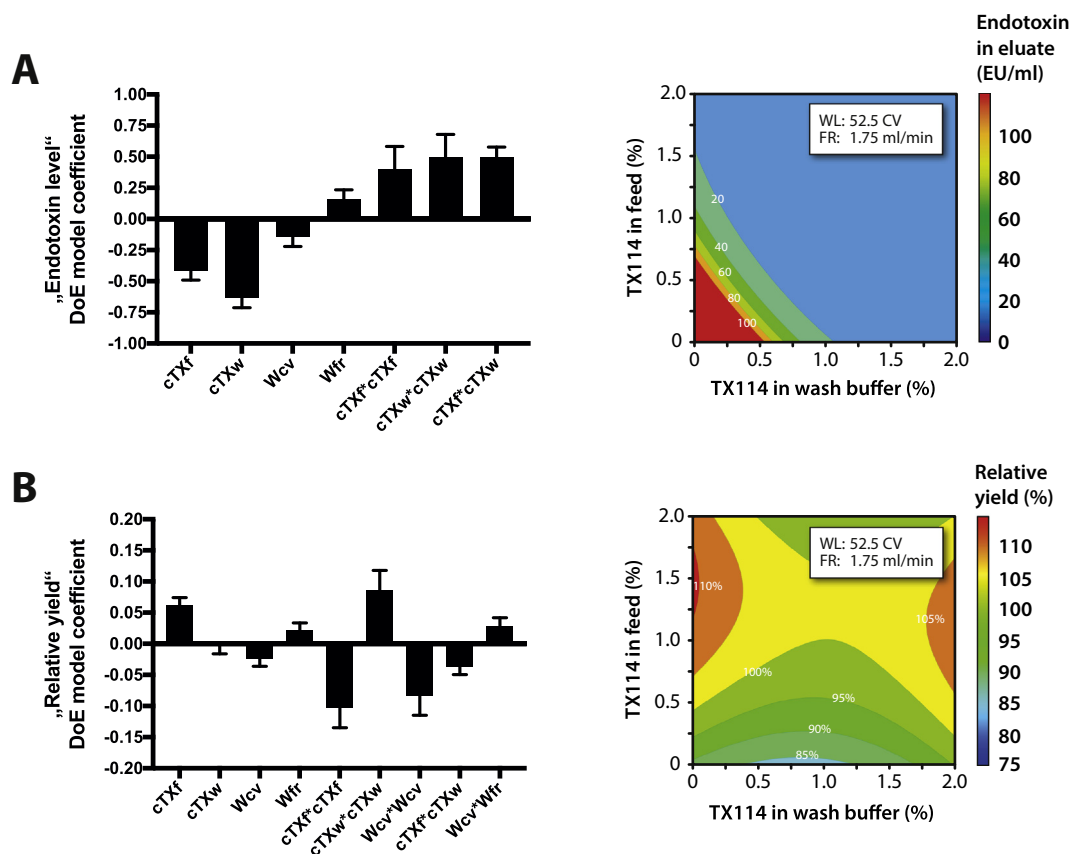 A
„Endotoxin level“
DoE model coefficient
1.00
0.75
0.50
0.25
0.00
-0.25
-0.50
-0.75
-1.00
cTXf
cTXw
Wcv
Wfr
cTXf*cTXf
cTXw*cTXw
cTXf*cTXw
TX114 in feed (%)
2.0
1.5
1.0
0.5
0
WL: 52.5 CV
FR: 1.75 ml/min
20
40
60
80
100
0
0.5
1.0
1.5
2.0
TX114 in wash buffer (%)
Endotoxin
in eluate
(EU/ml)
100
80
60
40
20
0
B
„Relative yield“
DoE model coefficient
0.20
0.15
0.10
0.05
0.00
-0.05
-0.10
-0.15
-0.20
cTXf
cTXw
Wcv
Wfr
cTXf*cTXf
cTXw*cTXw
Wcv*Wcv
cTXf*cTXw
Wcv*Wfr
TX114 in feed (%)
2.0
1.5
1.0
0.5
0
WL: 52.5 CV
FR: 1.75 ml/min
110%
105%
100%
95%
90%
85%
0
0.5
1.0
1.5
2.0
TX114 in wash buffer (%)
Relative
yield (%)
110
105
100
95
90
85
80
75